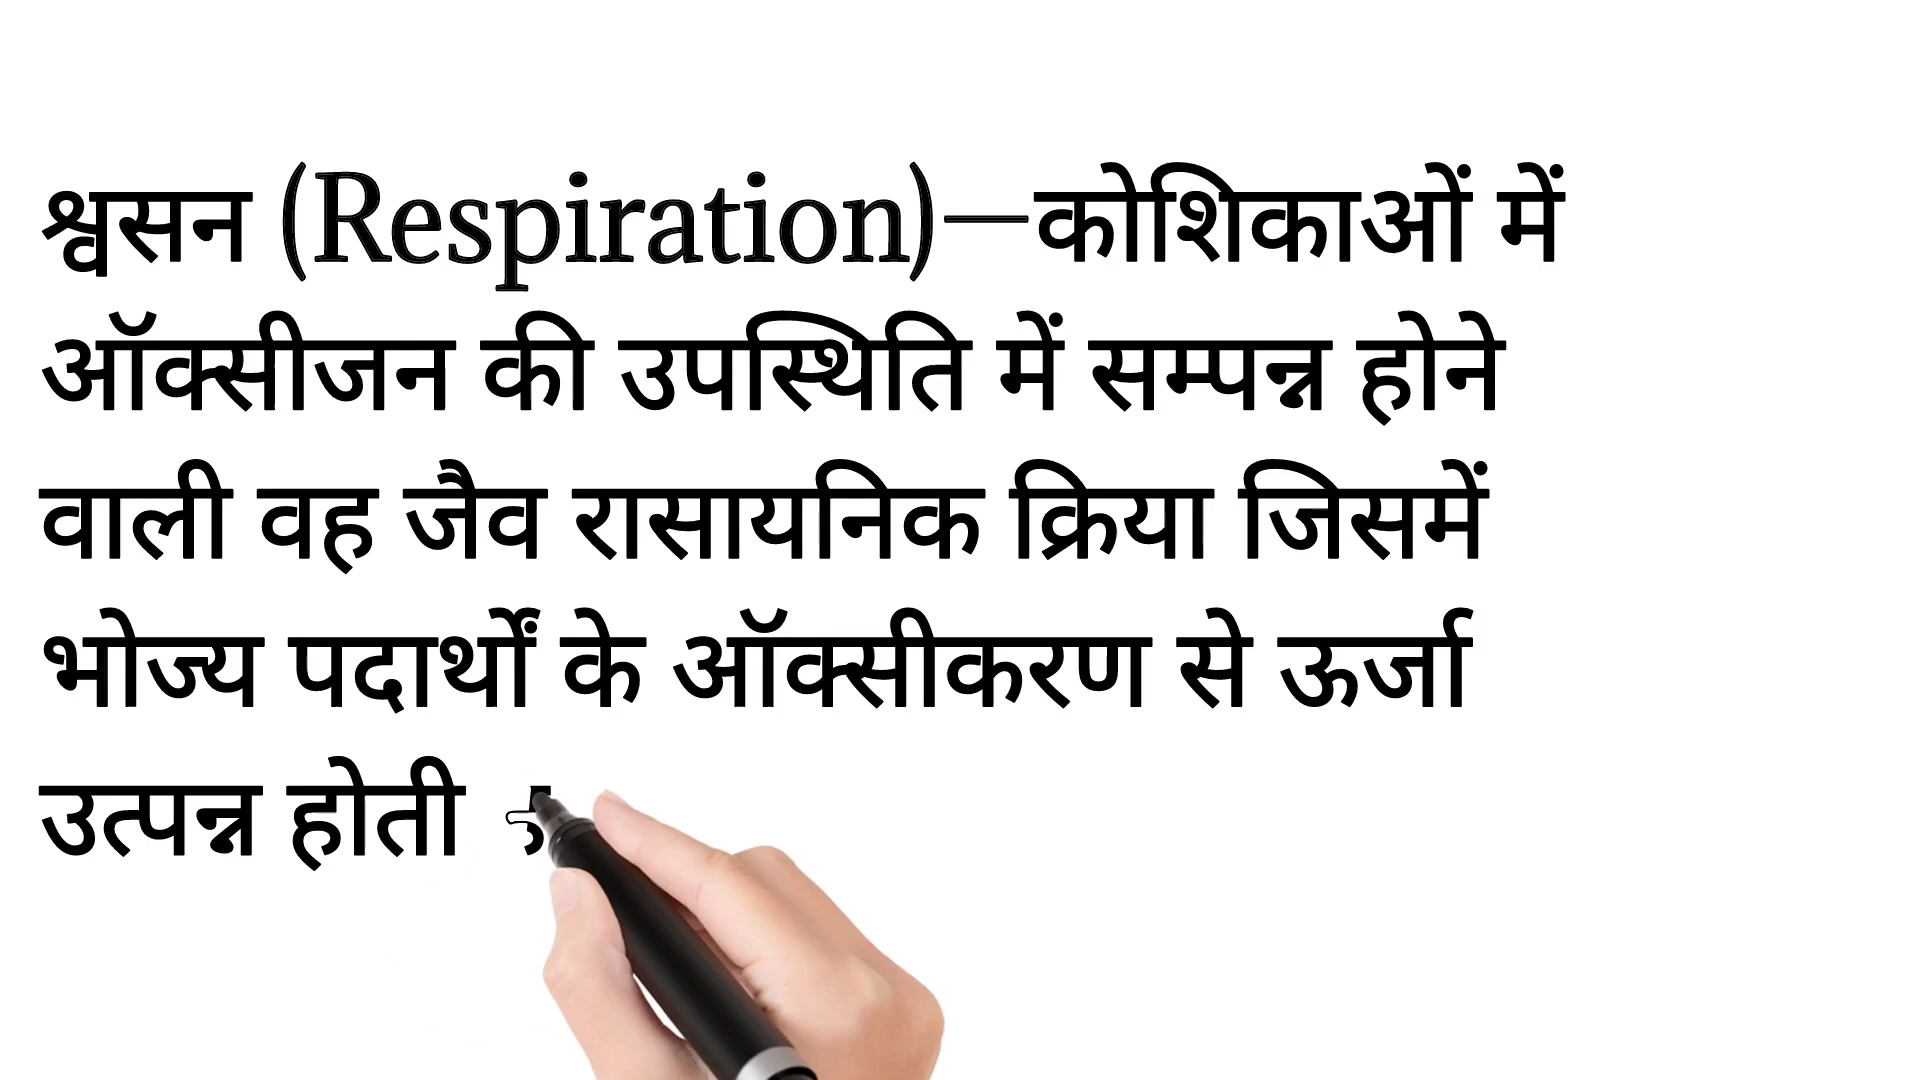 श्वसन (Respiration)—कोशिकाओं में
ऑक्सीजन की उपस्थिति में सम्पन्न होने
वाली वह जैव रासायनिक क्रिया जिसमें
भोज्य पदार्थों के ऑक्सीकरण से ऊर्जा
उत्पन्न होती